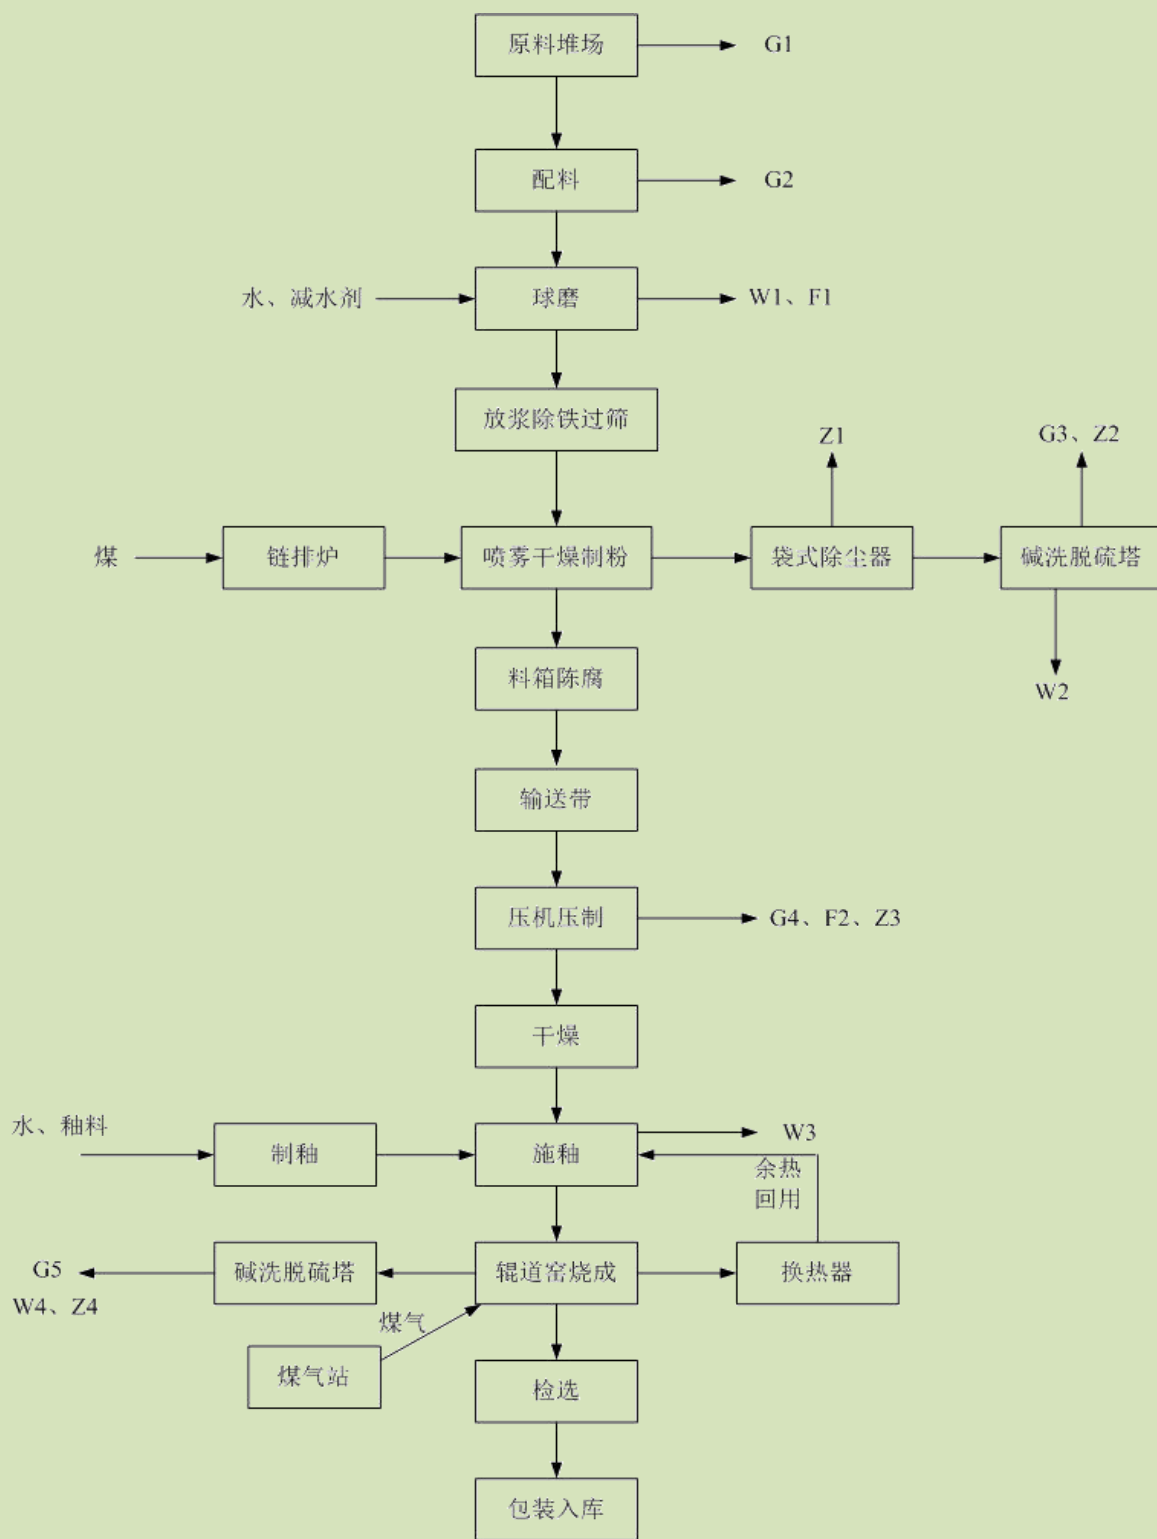 原料堆场
G1
配料
G2
水、减水剂
球磨
W1、F1
放浆除铁过筛
Z1
G3、Z2
煤
链排炉
喷雾干燥制粉
袋式除尘器
碱洗脱硫塔
W2
料箱陈腐
输送带
压机压制
G4、F2、Z3
干燥
水、釉料
制釉
施釉
W3
余热
回用
G5
W4、Z4
碱洗脱硫塔
辊道窑烧成
换热器
煤气
煤气站
检选
包装入库